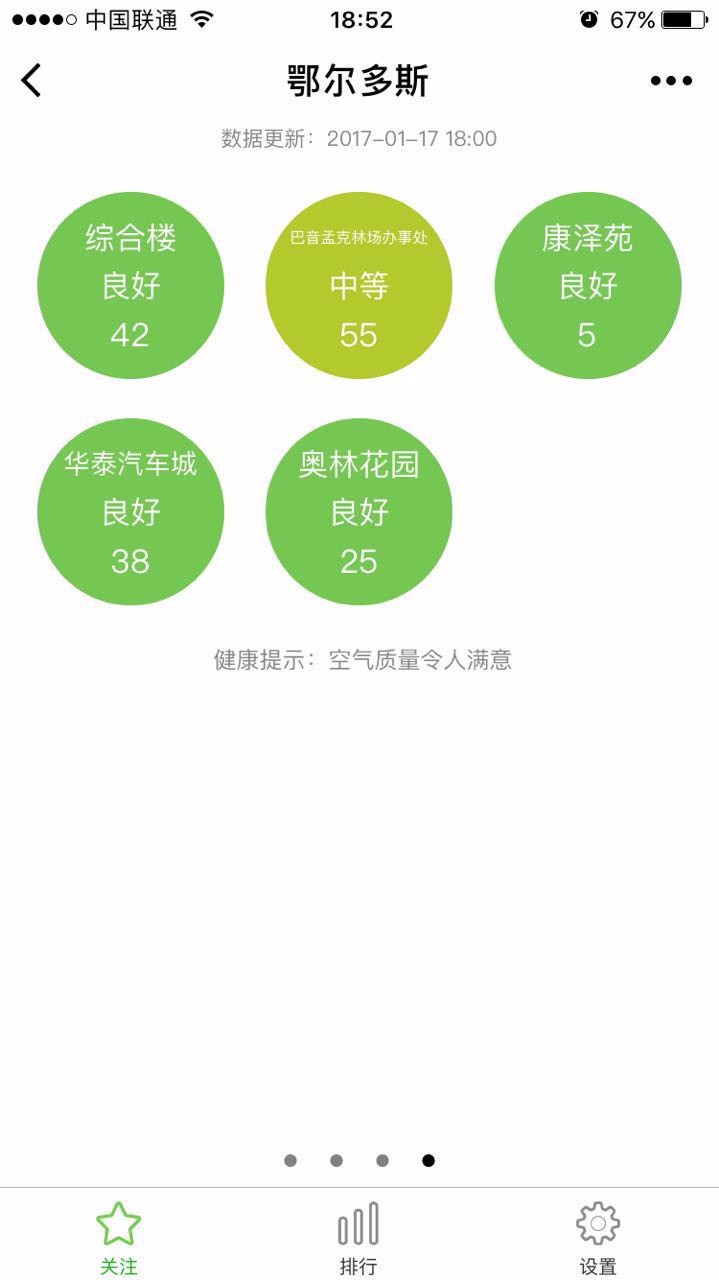 中国联通 18:52 67%
鄂尔多斯
数据更新：2017-01-17 18:00
综合楼
良好
42
巴音孟克林场办事处
中等
55
康泽苑
良好
5
华泰汽车城
良好
38
奥林花园
良好
25
健康提示：空气质量令人满意
关注 排行 设置